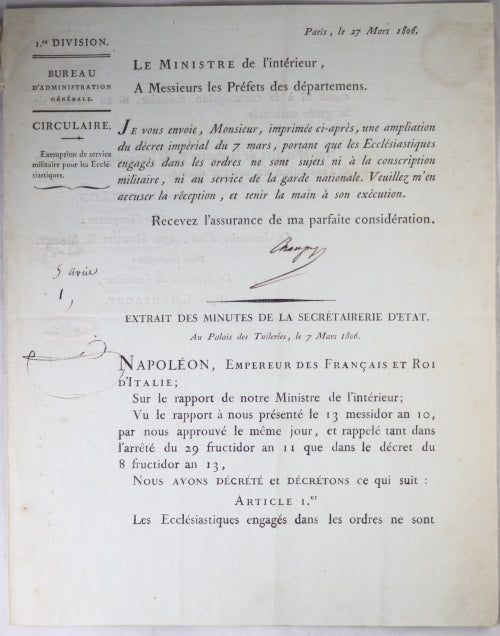 1.re DIVISION.
BUREAU
D'ADMINISTRATION
GÉNÉRALE.
CIRCULAIRE.
Exemption de service
militaire pour les Ecclé-
siastiques.
Paris, le 27 Mars 1806.
LE MINISTRE de l'intérieur,
A Messieurs les Préfets des départemens.
JE vous envoie, Monsieur, imprimée ci-après, une ampliation
du décret impérial du 7 mars, portant que les Ecclésiastiques
engagés dans les ordres ne sont sujets ni à la conscription
militaire, ni au service de la garde nationale. Veuillez m'en
accuser la réception, et tenir la main à son exécution.
Recevez l'assurance de ma parfaite considération.
Champagny
EXTRAIT DES MINUTES DE LA SECRÉTAIRERIE D'ÉTAT.
Au Palais des Tuileries, le 7 Mars 1806.
NAPOLÉON, EMPEREUR DES FRANÇAIS ET ROI
D'ITALIE;
Sur le rapport de notre Ministre de l'intérieur;
Vu le rapport à nous présenté le 13 messidor an 10,
par nous approuvé le même jour, et rappelé tant dans
l'arrêté du 29 fructidor an 11 que dans le décret du
8 fructidor an 13,
NOUS AVONS DÉCRÉTÉ et DÉCRÉTONS ce qui suit :
ARTICLE 1.er
Les Ecclésiastiques engagés dans les ordres ne sont